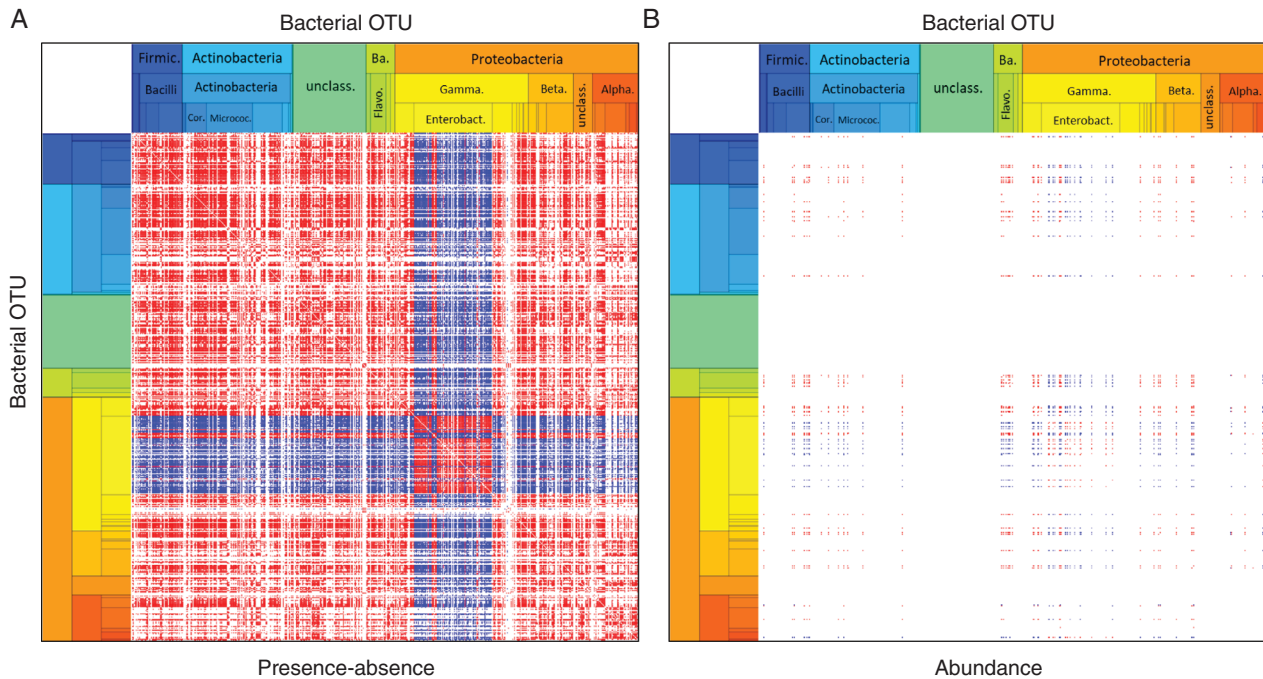 A
Bacterial OTU
Firmic.
Actinobacteria
unclass.
Ba.
Proteobacteria
Bacilli
Actinobacteria
Flavo.
Gamma.
Beta.
unclass.
Alpha.
Cor.
Micrococ.
Enterobact.
Bacterial OTU
Presence-absence
B
Bacterial OTU
Firmic.
Actinobacteria
unclass.
Ba.
Proteobacteria
Bacilli
Actinobacteria
Flavo.
Gamma.
Beta.
unclass.
Alpha.
Cor.
Micrococ.
Enterobact.
Abundance